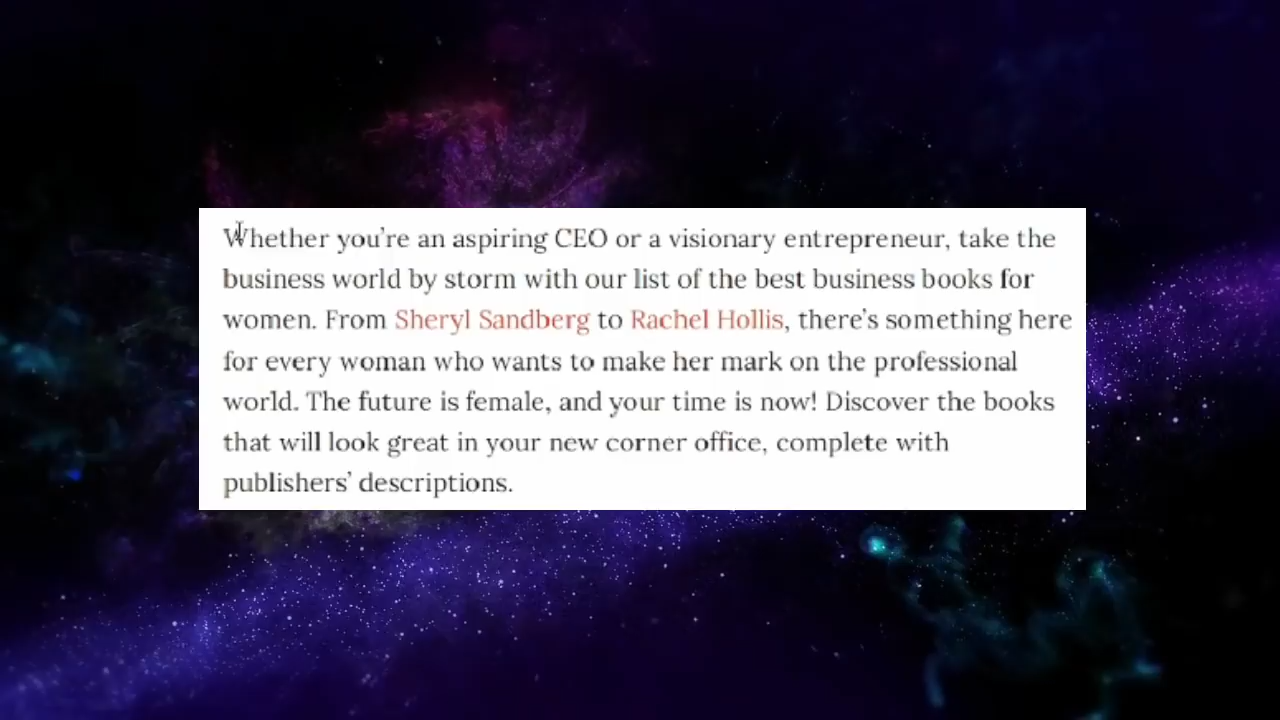 Whether you’re an aspiring CEO or a visionary entrepreneur, take the
business world by storm with our list of the best business books for
women. From Sheryl Sandberg to Rachel Hollis, there’s something here
for every woman who wants to make her mark on the professional
world. The future is female, and your time is now! Discover the books
that will look great in your new corner office, complete with
publishers’ descriptions.